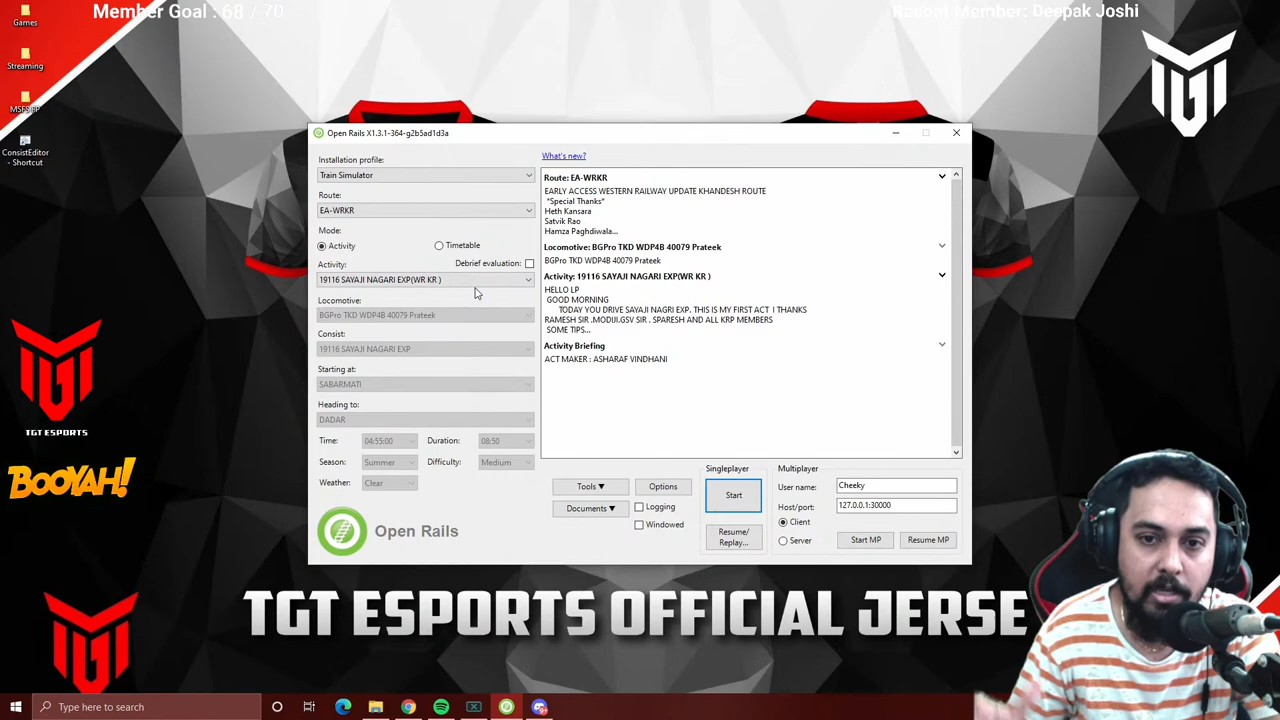 Member Goal : 68 / 70
Recent Member: Deepak Joshi
Games
Streaming
ConsistEditor
- Shortcut
TGT ESPORTS
BOOYAH!
Open Rails X1.3.1-364-g2b5ad1d3a
Installation profile:
Train Simulator
Route:
EA-WRKR
Mode:
Activity
Timetable
Debrief evaluation:
Activity:
19116 SAYAJI NAGARI EXP(WR KR )
Locomotive:
BGPro TKD WDP4B 40079 Prateek
Consist:
19116 SAYAJI NAGARI EXP
Starting at:
SABARMATI
Heading to:
DADAR
Time:
04:55:00
Duration:
08:50
Season:
Summer
Difficulty:
Medium
Weather:
Clear
Open Rails
What's new?
Route: EA-WRKR
EARLY ACCESS WESTERN RAILWAY UPDATE KHANDESH ROUTE
*Special Thanks*
Heth Kansara
Satvik Rao
Hamza Paghdiwala...
Locomotive: BGPro TKD WDP4B 40079 Prateek
BGPro TKD WDP4B 40079 Prateek
Activity: 19116 SAYAJI NAGARI EXP(WR KR )
HELLO LP
GOOD MORNING
TODAY YOU DRIVE SAYAJI NAGRI EXP. THIS IS MY FIRST ACT I THANKS
RAMESH SIR .MODIJI.GSV SIR . SPARESH AND ALL KRP MEMBERS
SOME TIPS...
Activity Briefing
ACT MAKER : ASHARAF VINDHANI
Tools ▼
Options
Documents ▼
Logging
Windowed
Singleplayer
Start
Resume/
Replay...
Multiplayer
User name:
Cheeky
Host/port:
127.0.0.1:30000
Client
Server
Start MP
Resume MP
TGT ESPORTS OFFICIAL JERSE
Type here to search